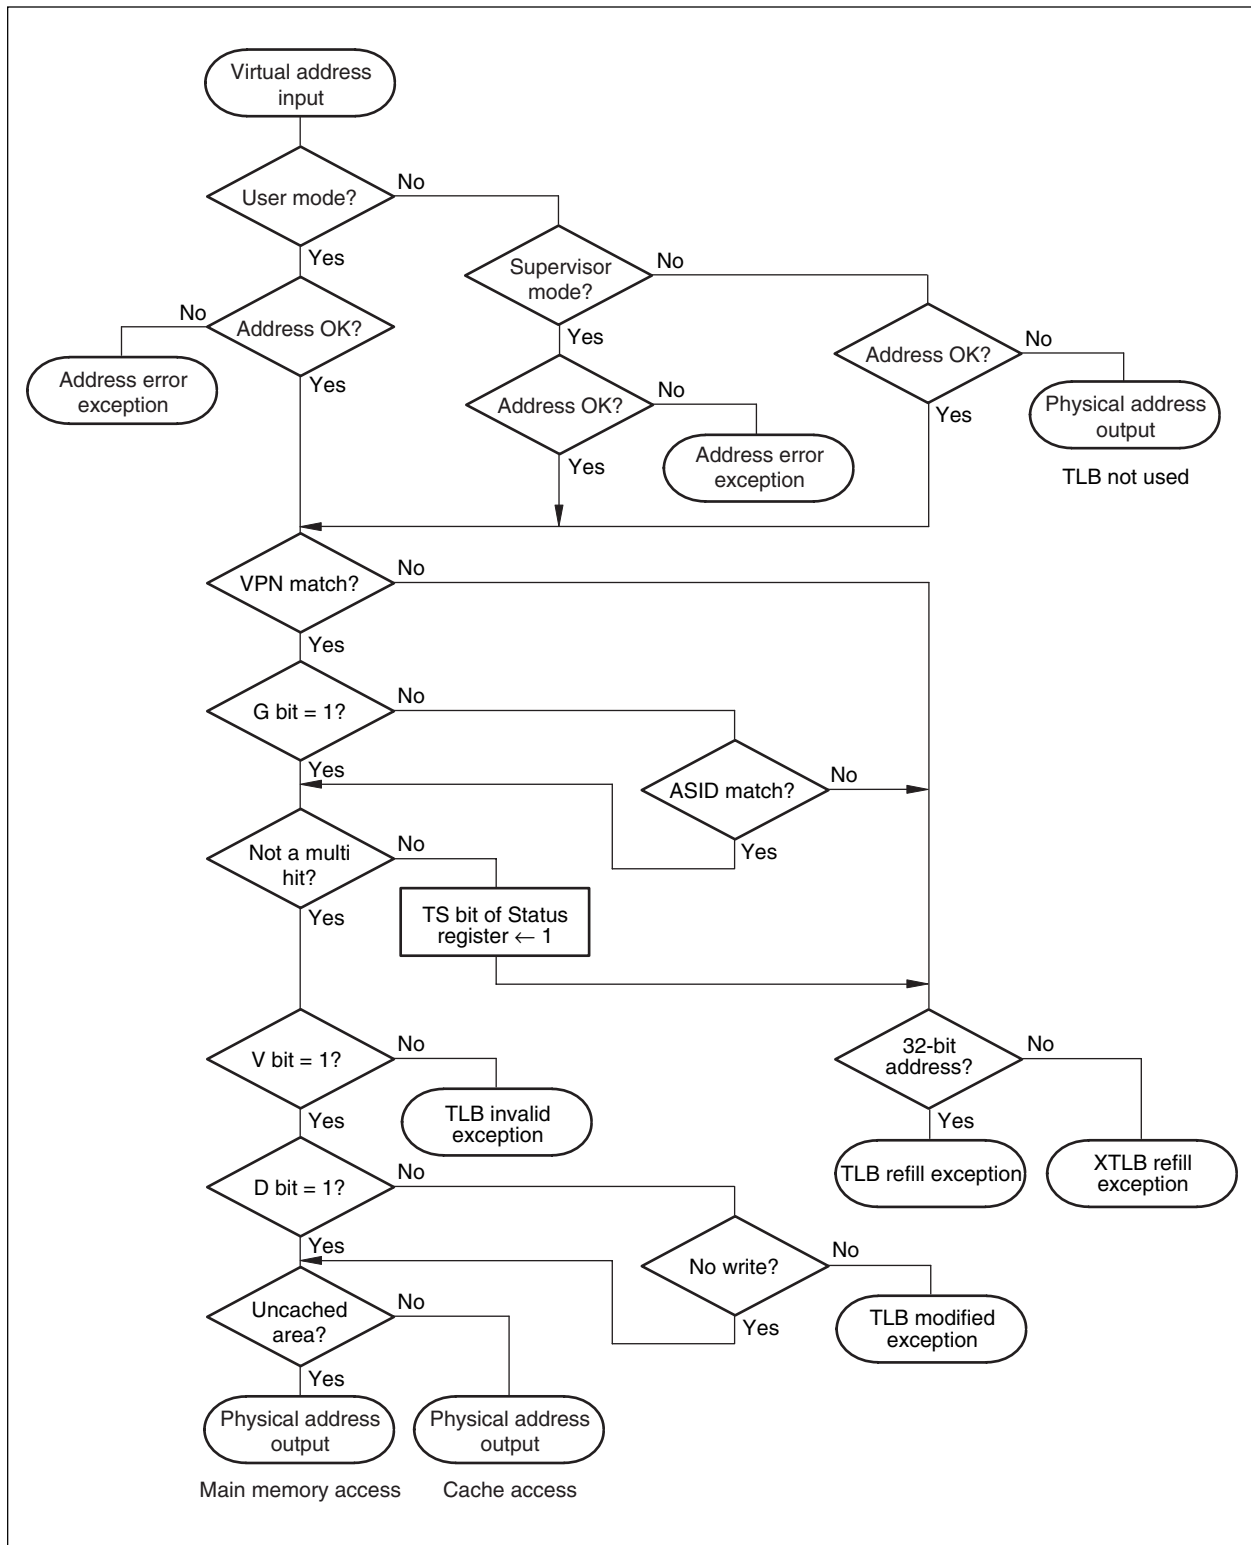 Virtual address
input
User mode?
No
Yes
Supervisor
mode?
No
Yes
Address OK?
No
Yes
Address error
exception
Address OK?
No
Yes
Address error
exception
Address OK?
No
Yes
Physical address
output
TLB not used
VPN match?
No
Yes
G bit = 1?
No
Yes
ASID match?
No
Yes
Not a multi
hit?
No
Yes
TS bit of Status
register ← 1
V bit = 1?
No
Yes
TLB invalid
exception
32-bit
address?
No
Yes
TLB refill exception
XTLB refill
exception
D bit = 1?
No
Yes
No write?
No
Yes
TLB modified
exception
Uncached
area?
No
Yes
Physical address
output
Main memory access
Physical address
output
Cache access